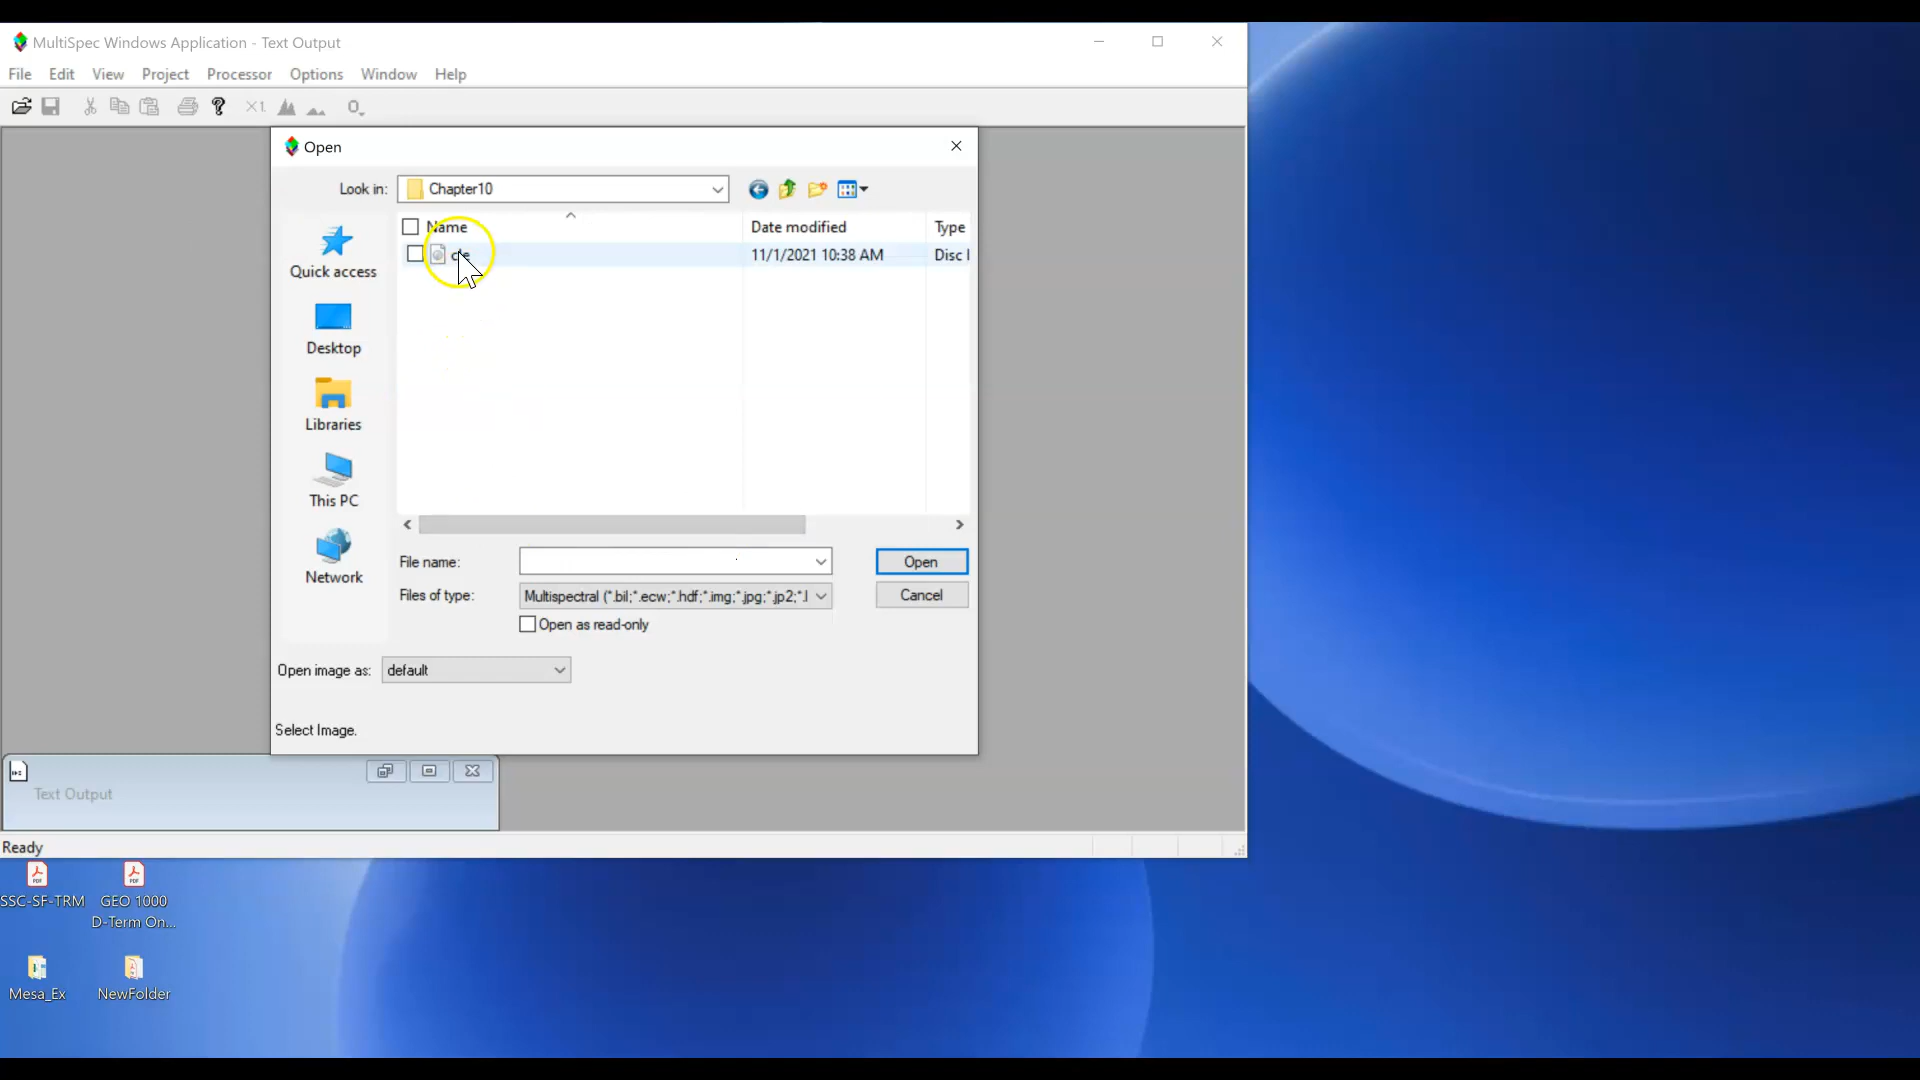 MultiSpec Windows Application - Text Output
File Edit View Project Processor Options Window Help
×1
Open
Look in: Chapter10
Name Date modified Type
11/1/2021 10:38 AM Disc I
Quick access
Desktop
Libraries
This PC
Network
File name: Open
Files of type: Multispectral (*.bil;*.ecw;*.hdf;*.img;*.jpg;*.jp2;*.l Cancel
Open as read-only
Open image as: default
Select Image.
Text Output
Ready
SSC-SF-TRM GEO 1000
D-Term On...
Mesa_Ex NewFolder